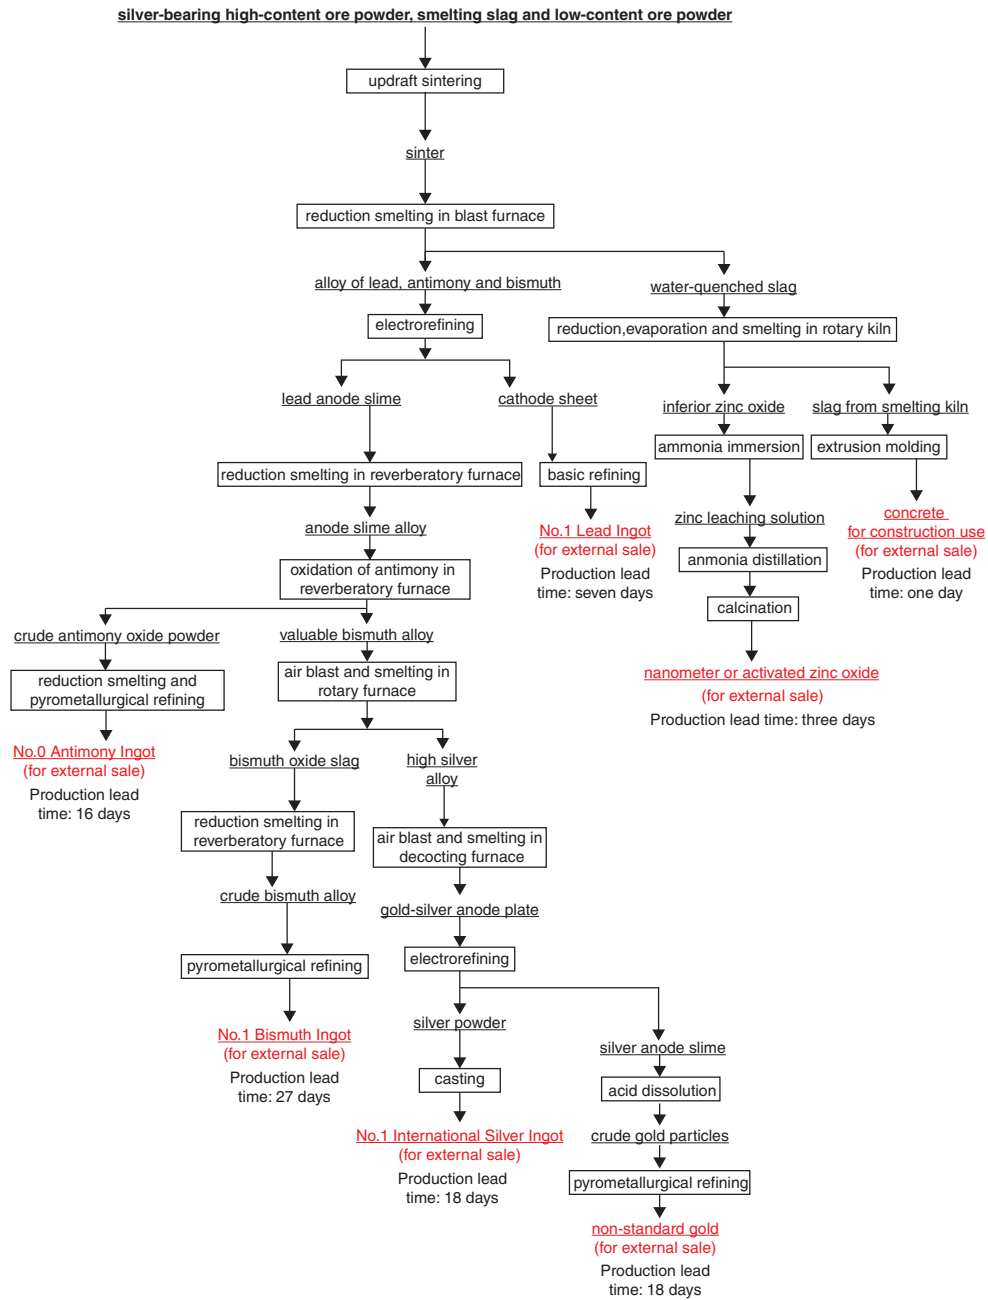 silver-bearing high-content ore powder, smelting slag and low-content ore powder
updraft sintering
sinter
reduction smelting in blast furnace
alloy of lead, antimony and bismuth
water-quenched slag
electrorefining
reduction,evaporation and smelting in rotary kiln
lead anode slime
cathode sheet
inferior zinc oxide
slag from smelting kiln
ammonia immersion
extrusion molding
reduction smelting in reverberatory furnace
basic refining
anode slime alloy
No.1 Lead Ingot
(for external sale)
Production lead
time: seven days
zinc leaching solution
concrete
for construction use
(for external sale)
Production lead
time: one day
anmonia distillation
oxidation of antimony in
reverberatory furnace
calcination
crude antimony oxide powder
valuable bismuth alloy
reduction smelting and
pyrometallurgical refining
air blast and smelting in
rotary furnace
nanometer or activated zinc oxide
(for external sale)
Production lead time: three days
No.0 Antimony Ingot
(for external sale)
Production lead
time: 16 days
bismuth oxide slag
high silver
alloy
reduction smelting in
reverberatory furnace
air blast and smelting in
decocting furnace
crude bismuth alloy
gold-silver anode plate
pyrometallurgical refining
electrorefining
No.1 Bismuth Ingot
(for external sale)
Production lead
time: 27 days
silver powder
silver anode slime
casting
acid dissolution
No.1 International Silver Ingot
(for external sale)
Production lead
time: 18 days
crude gold particles
pyrometallurgical refining
non-standard gold
(for external sale)
Production lead
time: 18 days